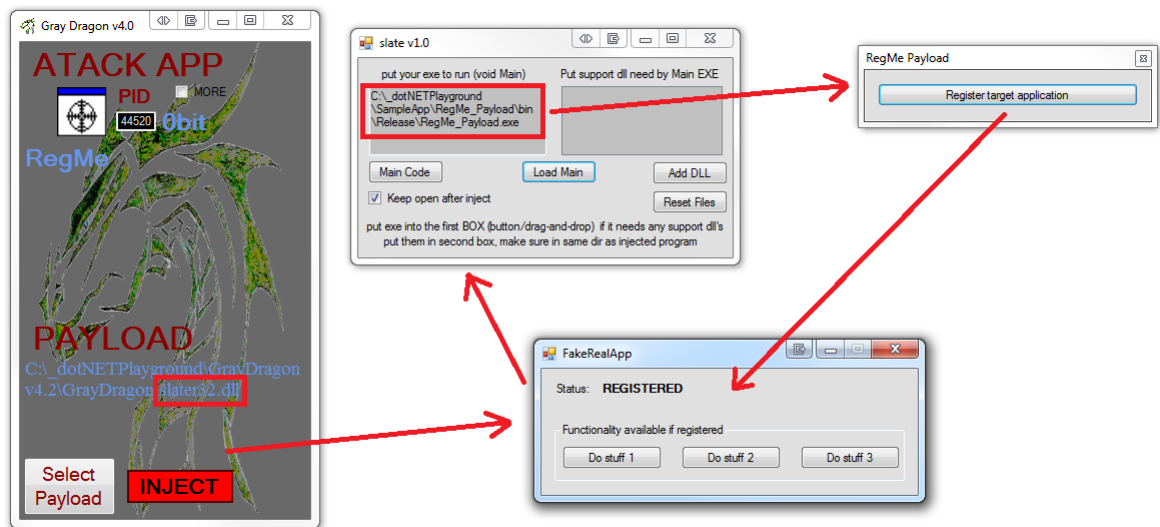 Gray Dragon v4.0
ATACK APP
PID
MORE
44520
0bit
RegMe
PAYLOAD
C:\_dotNETPlayground\GrayDragon
v4.2\GrayDragon\slater32.dll
Select
Payload
INJECT
slate v1.0
put your exe to run (void Main)
Put support dll need by Main EXE
C:\_dotNETPlayground
\SampleApp\RegMe_Payload\bin
\Release\RegMe_Payload.exe
Main Code
Load Main
Add DLL
Keep open after inject
Reset Files
put exe into the first BOX (button/drag-and-drop) if it needs any support dll's
put them in second box, make sure in same dir as injected program
RegMe Payload
Register target application
FakeRealApp
Status: REGISTERED
Functionality available if registered
Do stuff 1
Do stuff 2
Do stuff 3